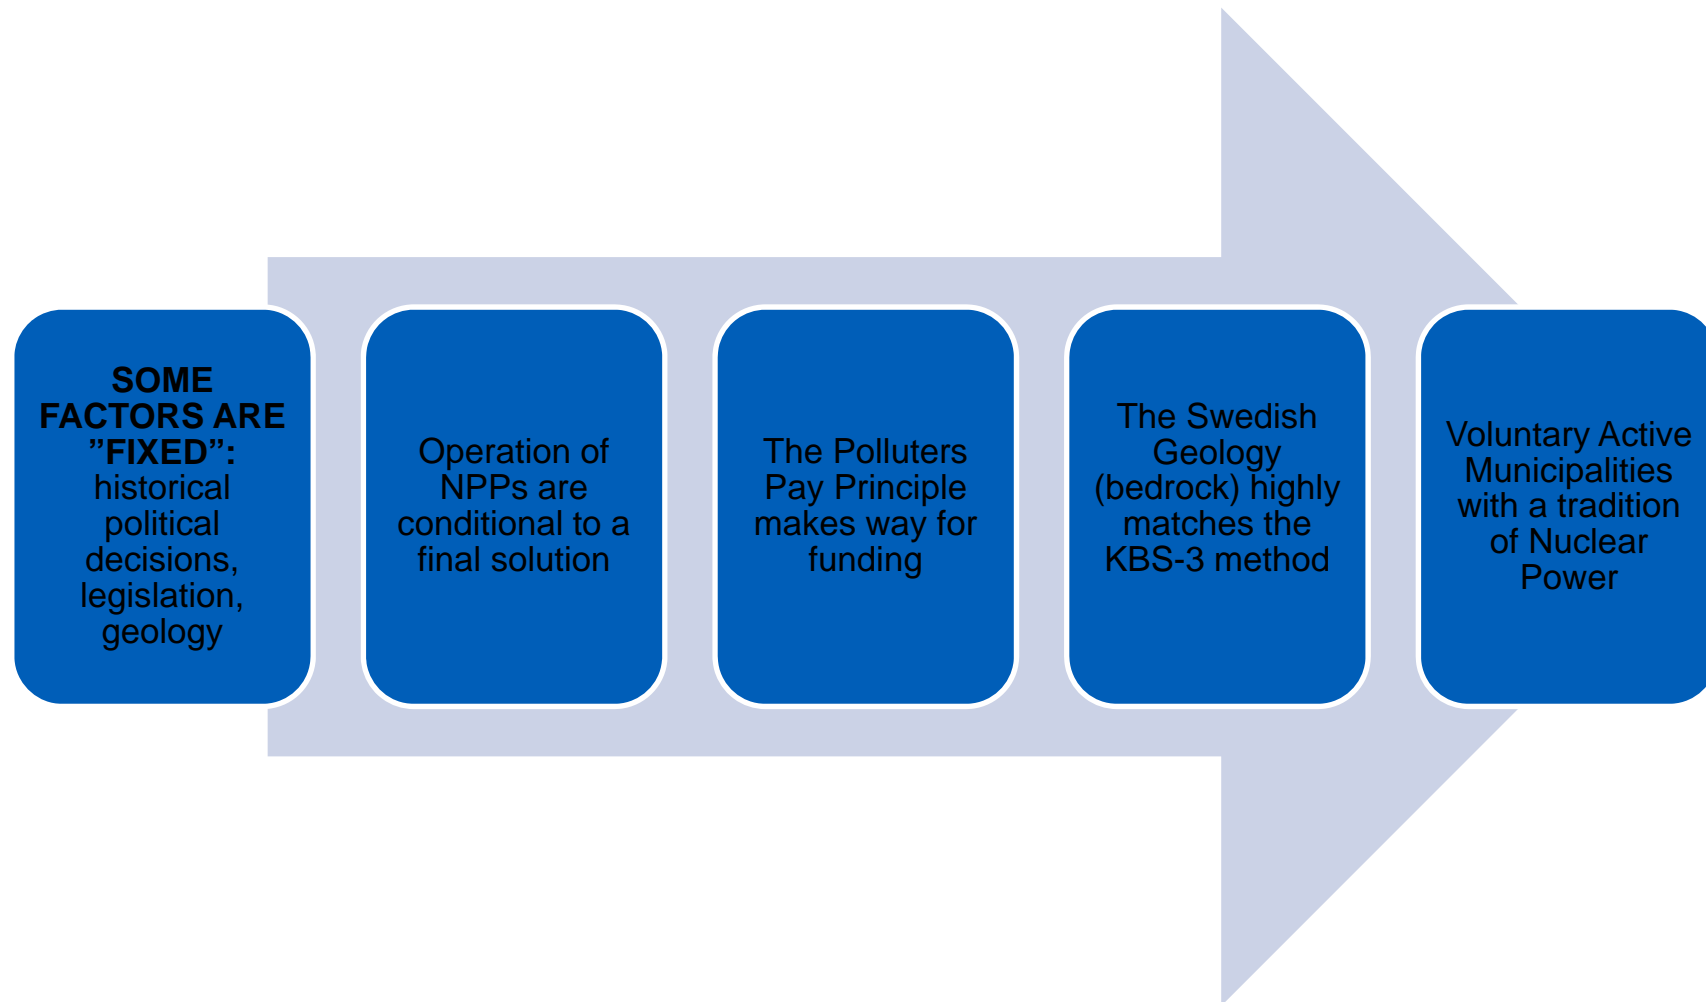 SOME
FACTORS ARE
”FIXED”:
historical
political
decisions,
legislation,
geology
Operation of
NPPs are
conditional to a
final solution
The Polluters
Pay Principle
makes way for
funding
The Swedish
Geology
(bedrock) highly
matches the
KBS-3 method
Voluntary Active
Municipalities
with a tradition
of Nuclear
Power